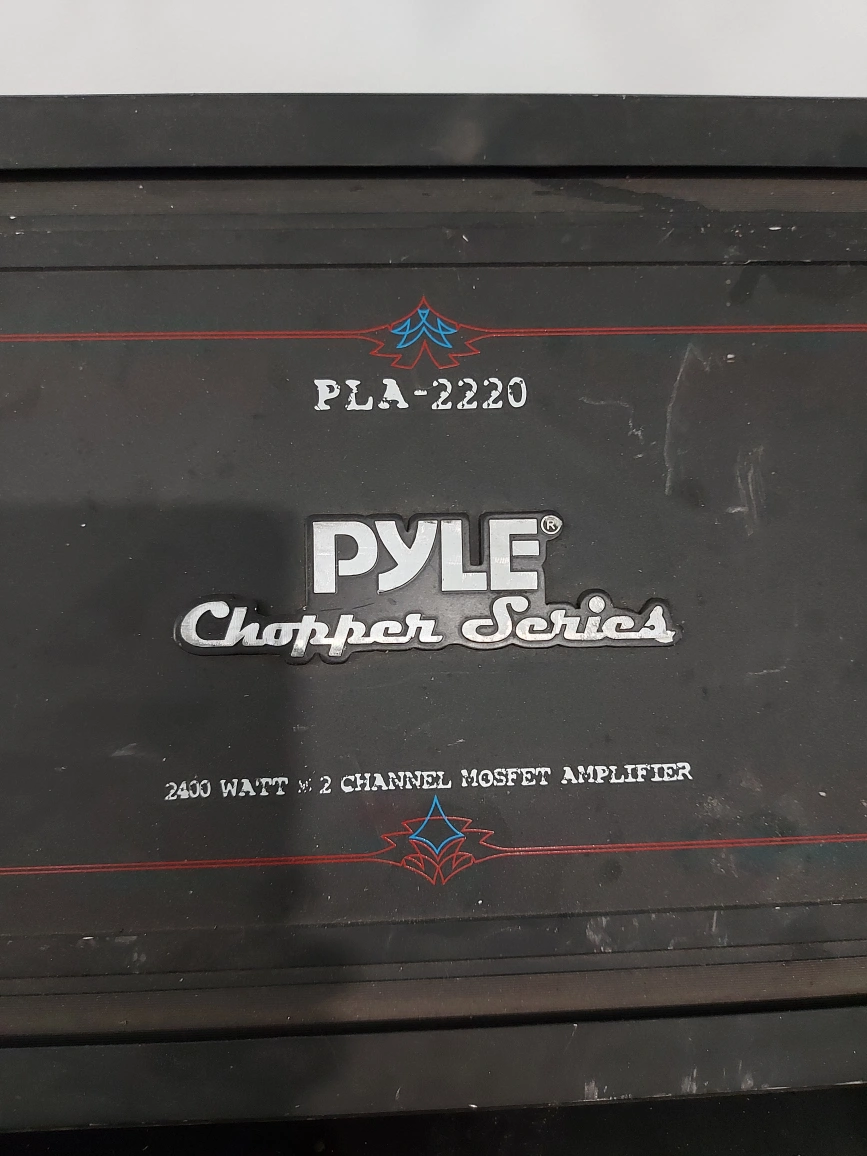 PLA-2220
PYLE®
Chopper Series
2400 WATT 2 CHANNEL MOSFET AMPLIFIER